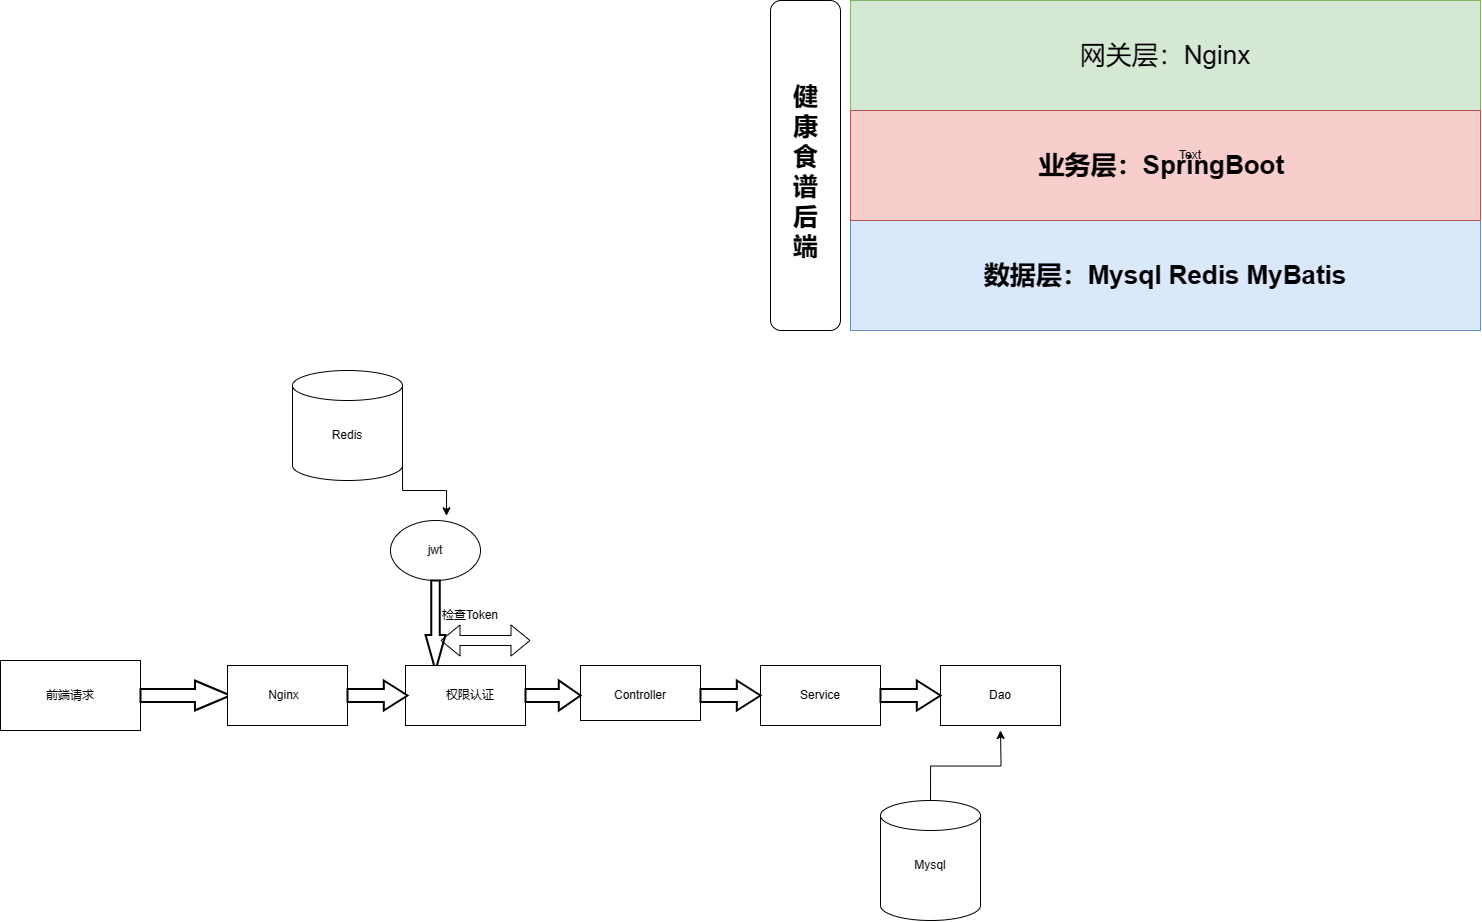 健
康
食
谱
后
端
网关层：Nginx
Text
业务层：SpringBoot
数据层：Mysql Redis MyBatis
Redis
jwt
检查Token
前端请求
Nginx
权限认证
Controller
Service
Dao
Mysql